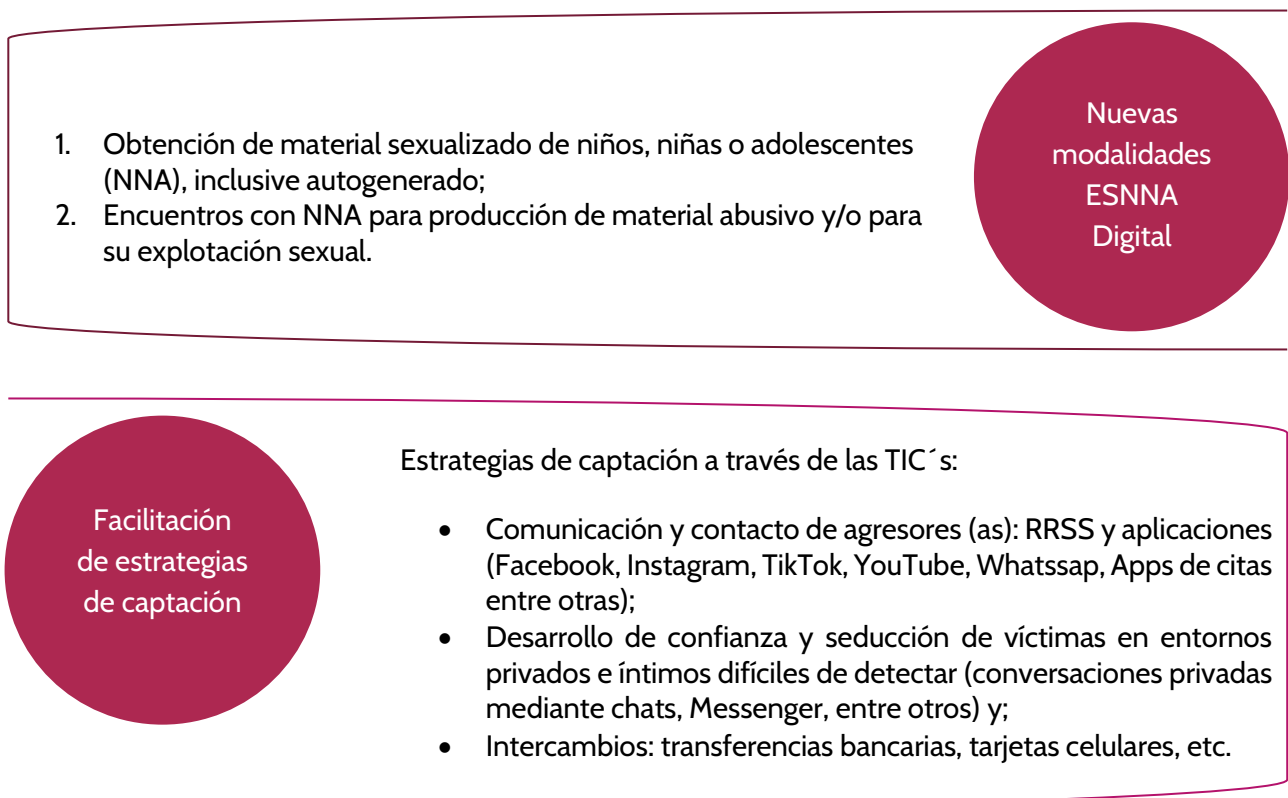 1. Obtención de material sexualizado de niños, niñas o adolescentes
(NNA), inclusive autogenerado;
2. Encuentros con NNA para producción de material abusivo y/o para
su explotación sexual.
Nuevas
modalidades
ESNNA
Digital
Facilitación
de estrategias
de captación
Estrategias de captación a través de las TIC´s:
• Comunicación y contacto de agresores (as): RRSS y aplicaciones
(Facebook, Instagram, TikTok, YouTube, Whatssap, Apps de citas
entre otras);
• Desarrollo de confianza y seducción de víctimas en entornos
privados e íntimos difíciles de detectar (conversaciones privadas
mediante chats, Messenger, entre otros) y;
• Intercambios: transferencias bancarias, tarjetas celulares, etc.